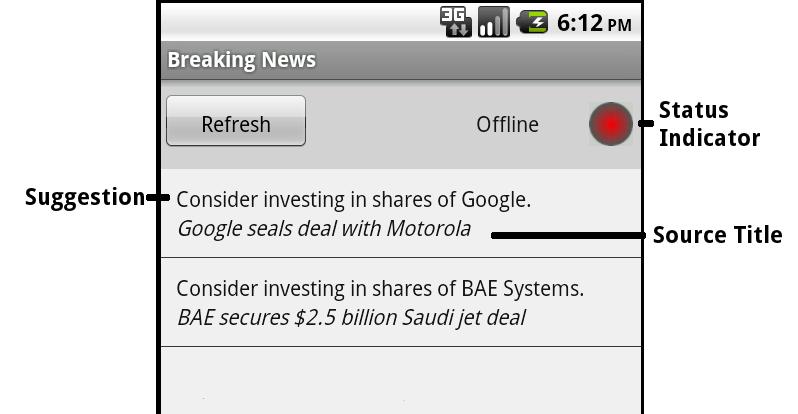 3G 6:12 PM
Breaking News
Refresh Offline
Status
Indicator
Suggestion
Consider investing in shares of Google.
Google seals deal with Motorola
Source Title
Consider investing in shares of BAE Systems.
BAE secures $2.5 billion Saudi jet deal